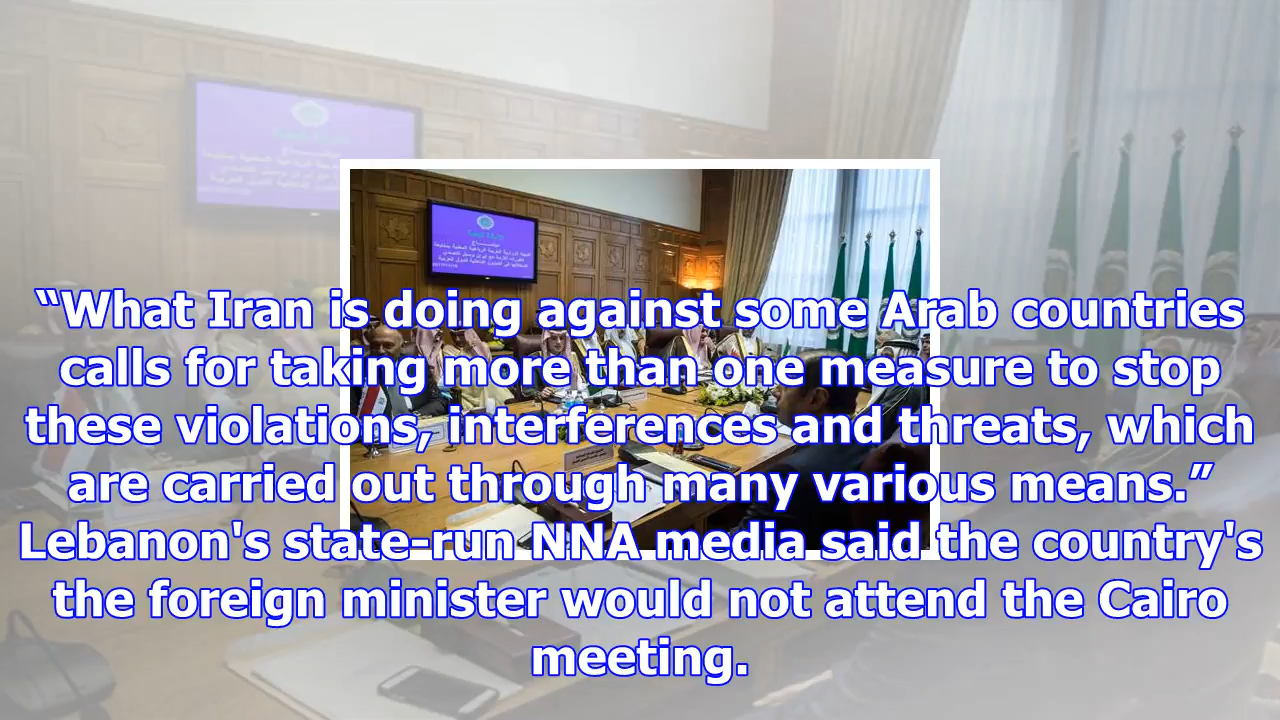 “What Iran is doing against some Arab countries
calls for taking more than one measure to stop
these violations, interferences and threats, which
are carried out through many various means.”
Lebanon's state-run NNA media said the country's
the foreign minister would not attend the Cairo
meeting.